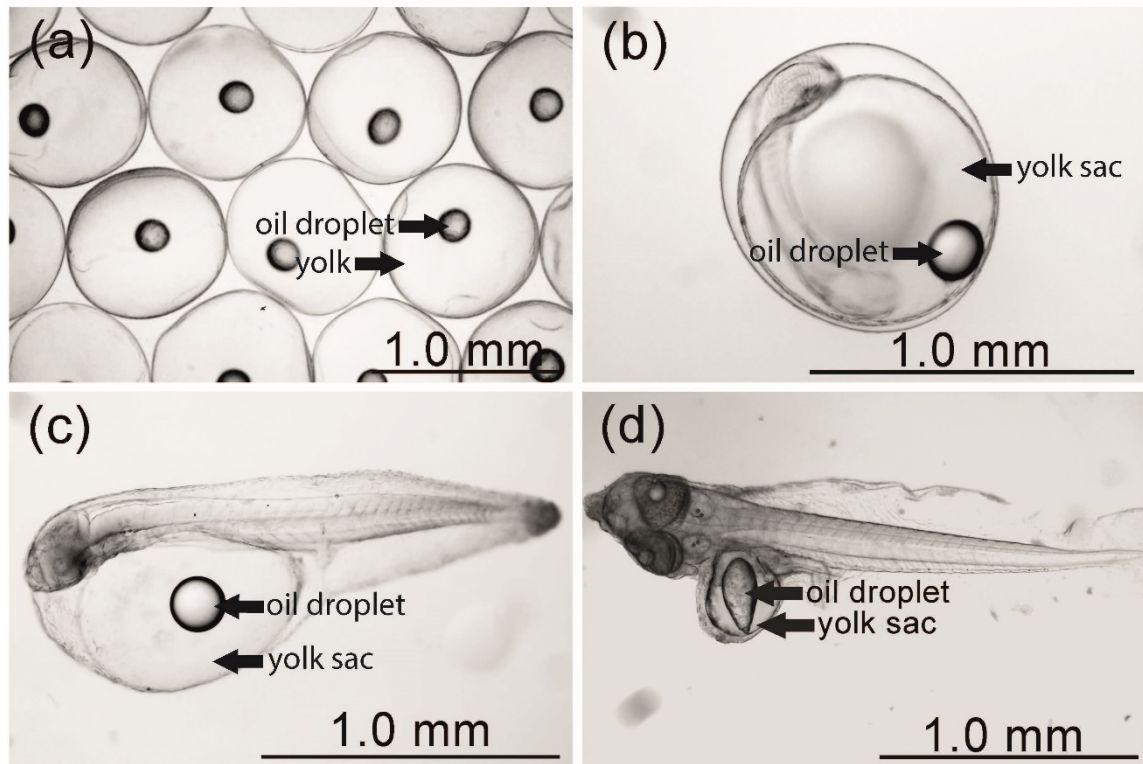 (a)
oil droplet
yolk
1.0 mm
(b)
yolk sac
oil droplet
1.0 mm
(c)
oil droplet
yolk sac
1.0 mm
(d)
oil droplet
yolk sac
1.0 mm